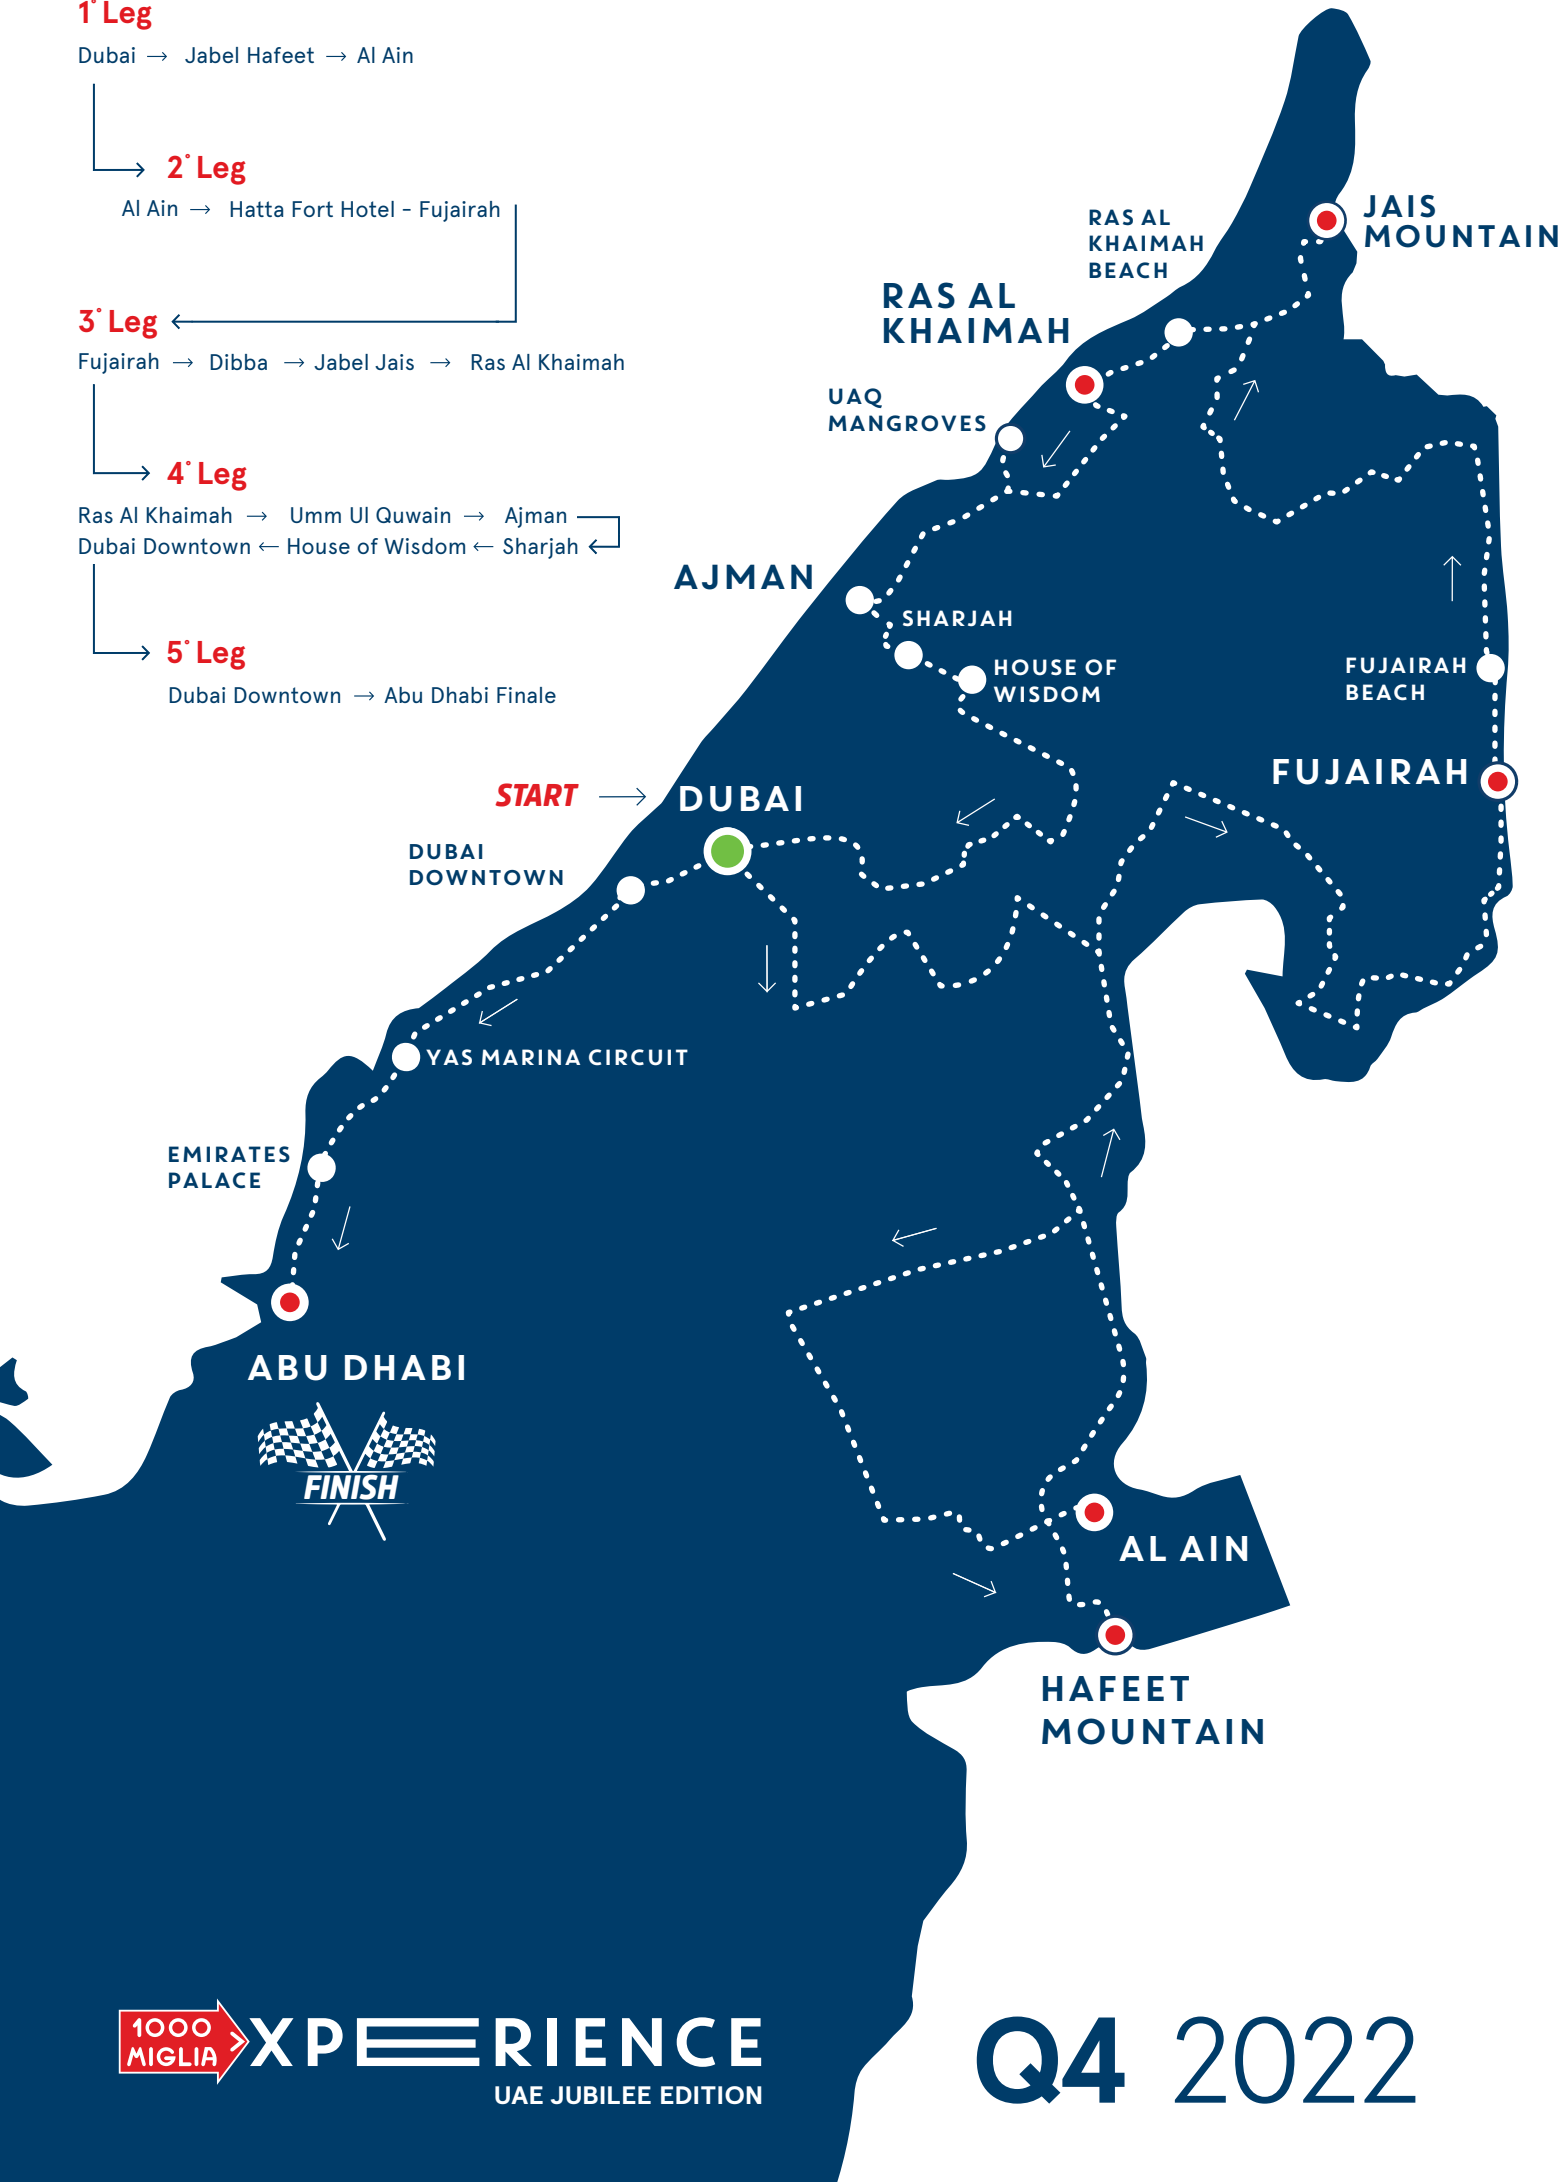 1° Leg
Dubai → Jabel Hafeet → Al Ain
2° Leg
Al Ain → Hatta Fort Hotel - Fujairah
3° Leg
Fujairah → Dibba → Jabel Jais → Ras Al Khaimah
4° Leg
Ras Al Khaimah → Umm Ul Quwain → Ajman
Dubai Downtown ← House of Wisdom ← Sharjah
5° Leg
Dubai Downtown → Abu Dhabi Finale
JAIS
MOUNTAIN
RAS AL
KHAIMAH
BEACH
RAS AL
KHAIMAH
UAQ
MANGROVES
AJMAN
SHARJAH
HOUSE OF
WISDOM
FUJAIRAH
BEACH
FUJAIRAH
START → DUBAI
DUBAI
DOWNTOWN
YAS MARINA CIRCUIT
EMIRATES
PALACE
ABU DHABI
FINISH
AL AIN
HAFEET
MOUNTAIN
1000
MIGLIA
XPERIENCE
UAE JUBILEE EDITION
Q4 2022